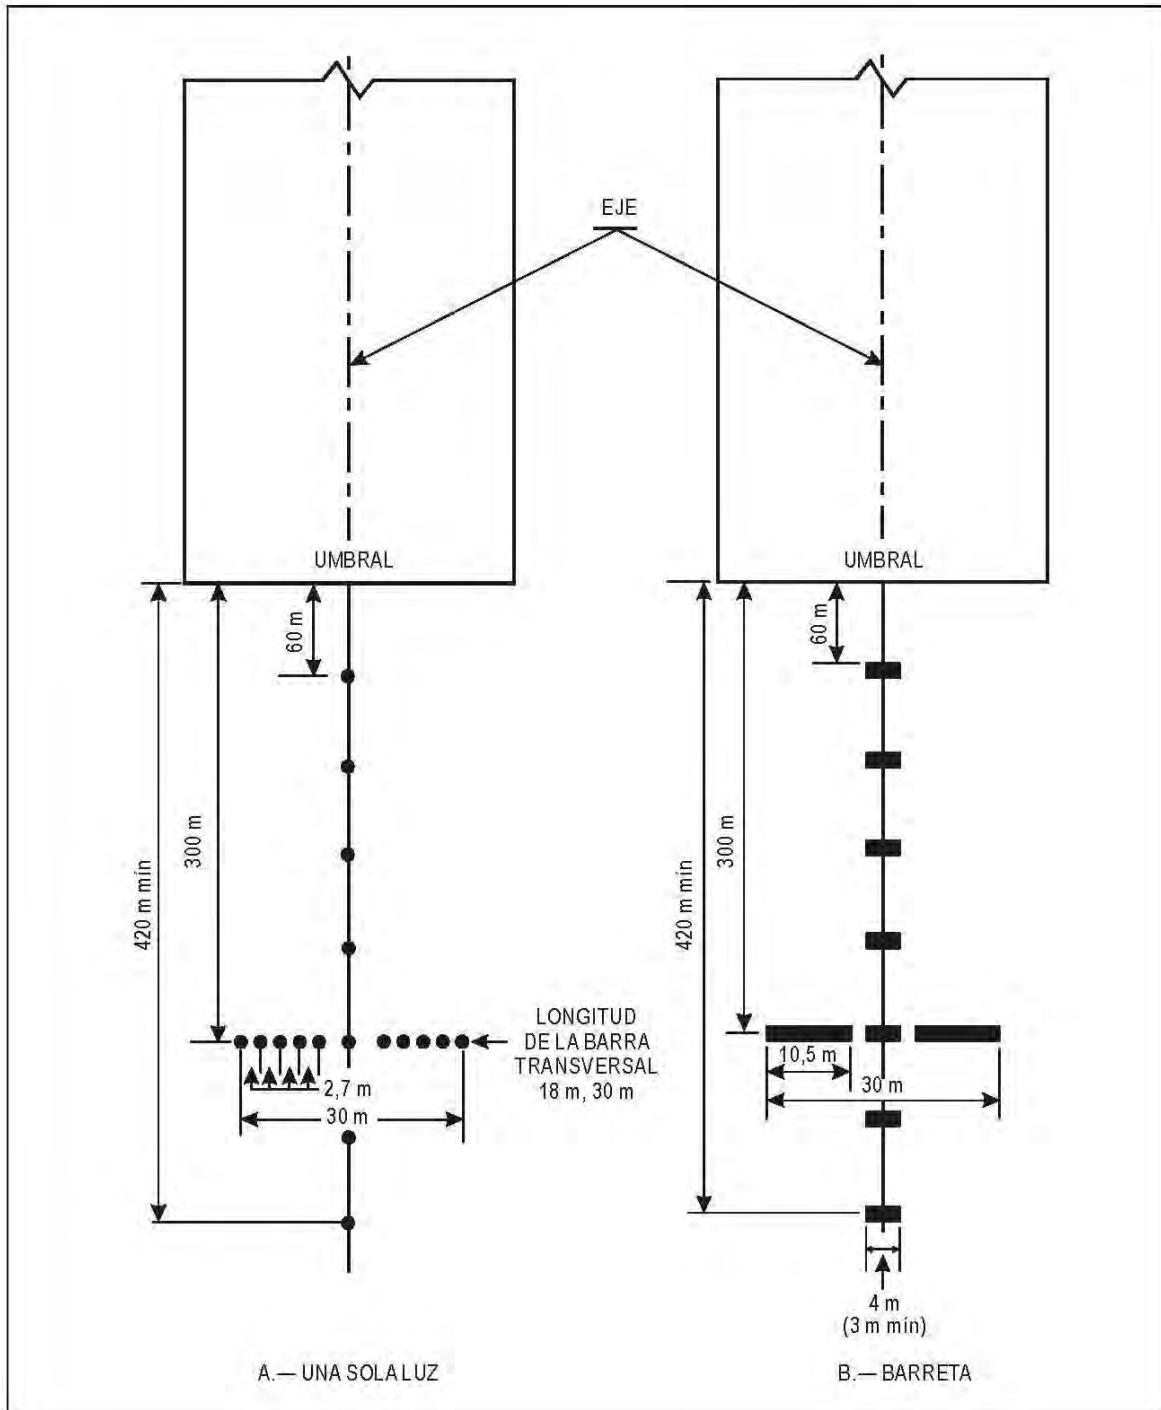 EJE
UMBRAL
UMBRAL
60 m
60 m
300 m
300 m
420 m mín
420 m mín
LONGITUD
DE LA BARRA
TRANSVERSAL
18 m, 30 m
2,7 m
30 m
10,5 m
30 m
4 m
(3 m mín)
A.— UNA SOLA LUZ
B.— BARRETA